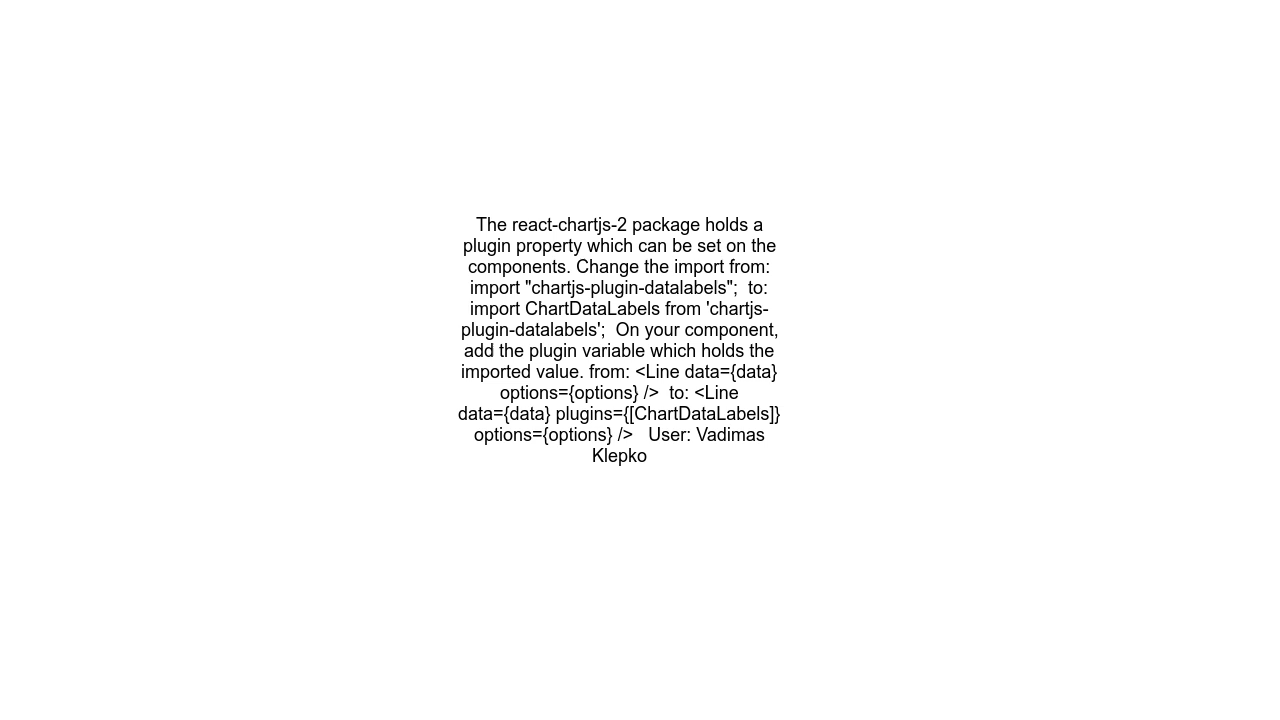 The react-chartjs-2 package holds a
plugin property which can be set on the
components. Change the import from:
import "chartjs-plugin-datalabels";  to:
import ChartDataLabels from 'chartjs-
plugin-datalabels';  On your component,
add the plugin variable which holds the
imported value. from: <Line data={data}
options={options} />  to: <Line
data={data} plugins={[ChartDataLabels]}
options={options} />   User: Vadimas
Klepko